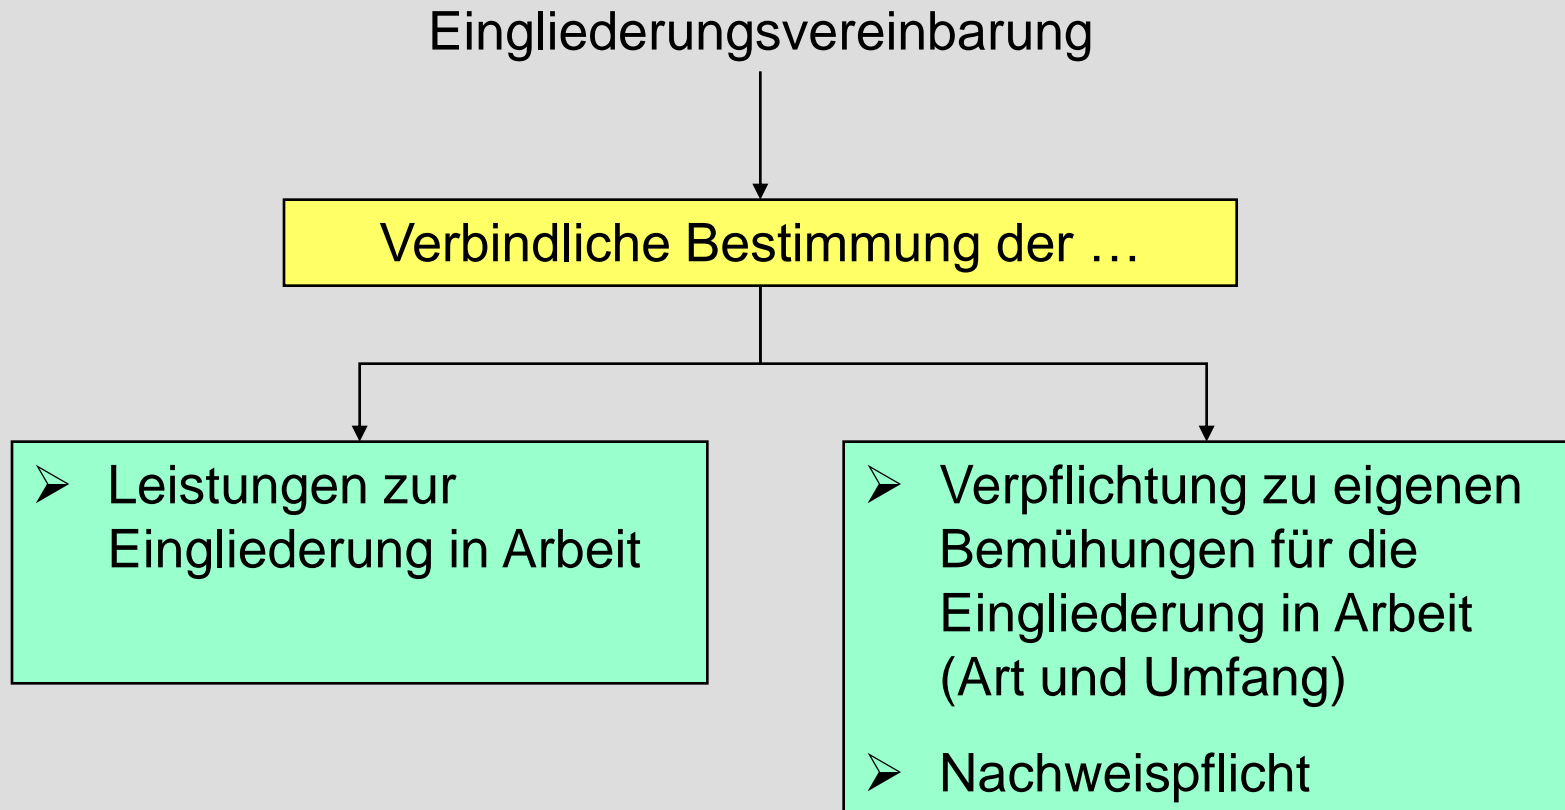 Eingliederungsvereinbarung
Verbindliche Bestimmung der …
➢ Leistungen zur
Eingliederung in Arbeit
➢ Verpflichtung zu eigenen
Bemühungen für die
Eingliederung in Arbeit
(Art und Umfang)
➢ Nachweispflicht